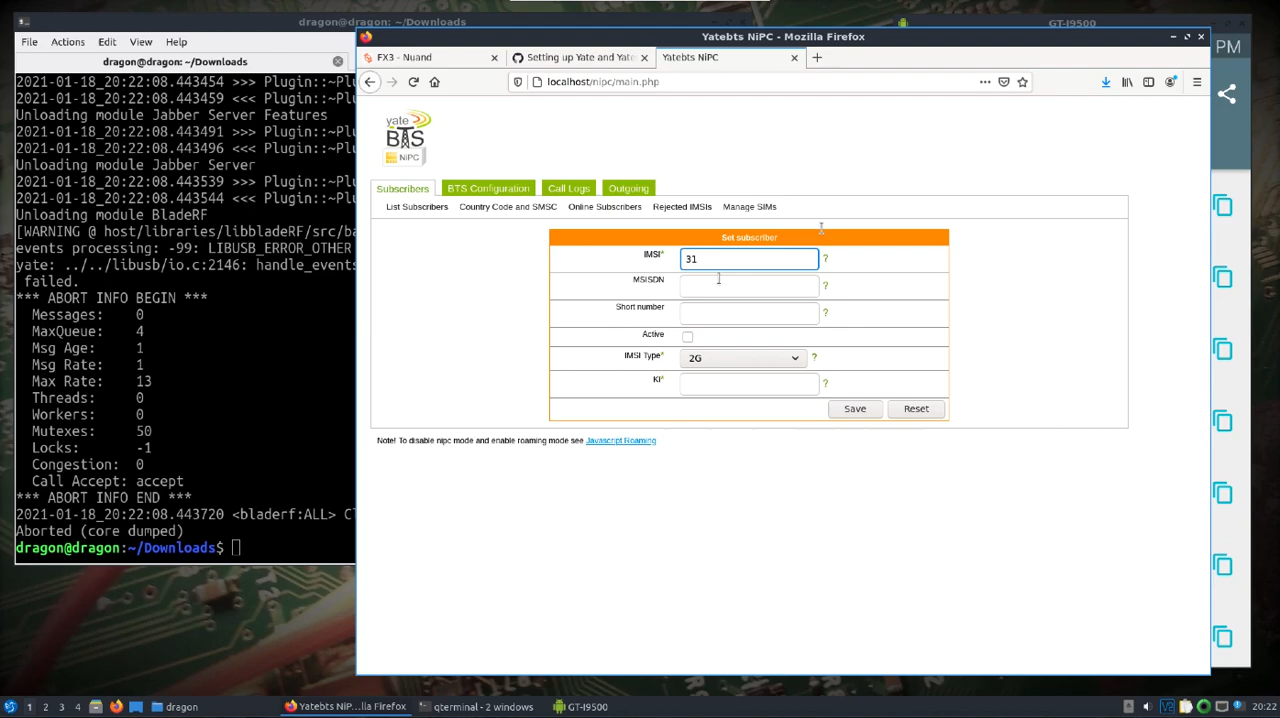 dragon@dragon: ~/Downloads
GT-I9500
Yatebts NiPC - Mozilla Firefox
File Actions Edit View Help
dragon@dragon: ~/Downloads
2021-01-18_20:22:08.443454 >>> Plugin::~Plu
2021-01-18_20:22:08.443459 <<< Plugin::~Plu
Unloading module Jabber Server Features
2021-01-18_20:22:08.443491 >>> Plugin::~Plu
2021-01-18_20:22:08.443496 <<< Plugin::~Plu
Unloading module Jabber Server
2021-01-18_20:22:08.443539 >>> Plugin::~Plu
2021-01-18_20:22:08.443544 <<< Plugin::~Plu
Unloading module BladeRF
[WARNING @ host/libraries/libbladeRF/src/ba
events processing: -99: LIBUSB_ERROR_OTHER
yate: ../../libusb/io.c:2146: handle_events
failed.
*** ABORT INFO BEGIN ***
Messages: 0
MaxQueue: 4
Msg Age: 1
Msg Rate: 1
Max Rate: 13
Threads: 0
Workers: 0
Mutexes: 50
Locks: -1
Congestion: 0
Call Accept: accept
*** ABORT INFO END ***
2021-01-18_20:22:08.443720 <bladerf:ALL> Cl
Aborted (core dumped)
dragon@dragon:~/Downloads$
FX3 - Nuand
Setting up Yate and Yate
Yatebts NiPC
localhost/nipc/main.php
PM
yate
BTS
NiPC
Subscribers BTS Configuration Call Logs Outgoing
List Subscribers Country Code and SMSC Online Subscribers Rejected IMSIs Manage SIMs
Set subscriber
IMSI* 31 ?
MSISDN ?
Short number ?
Active
IMSI Type* 2G ?
KI* ?
Save Reset
Note! To disable nipc mode and enable roaming mode see Javascript Roaming
1 2 3 4 dragon Yatebts NiP...lla Firefox qterminal - 2 windows GT-I9500 V2 20:22